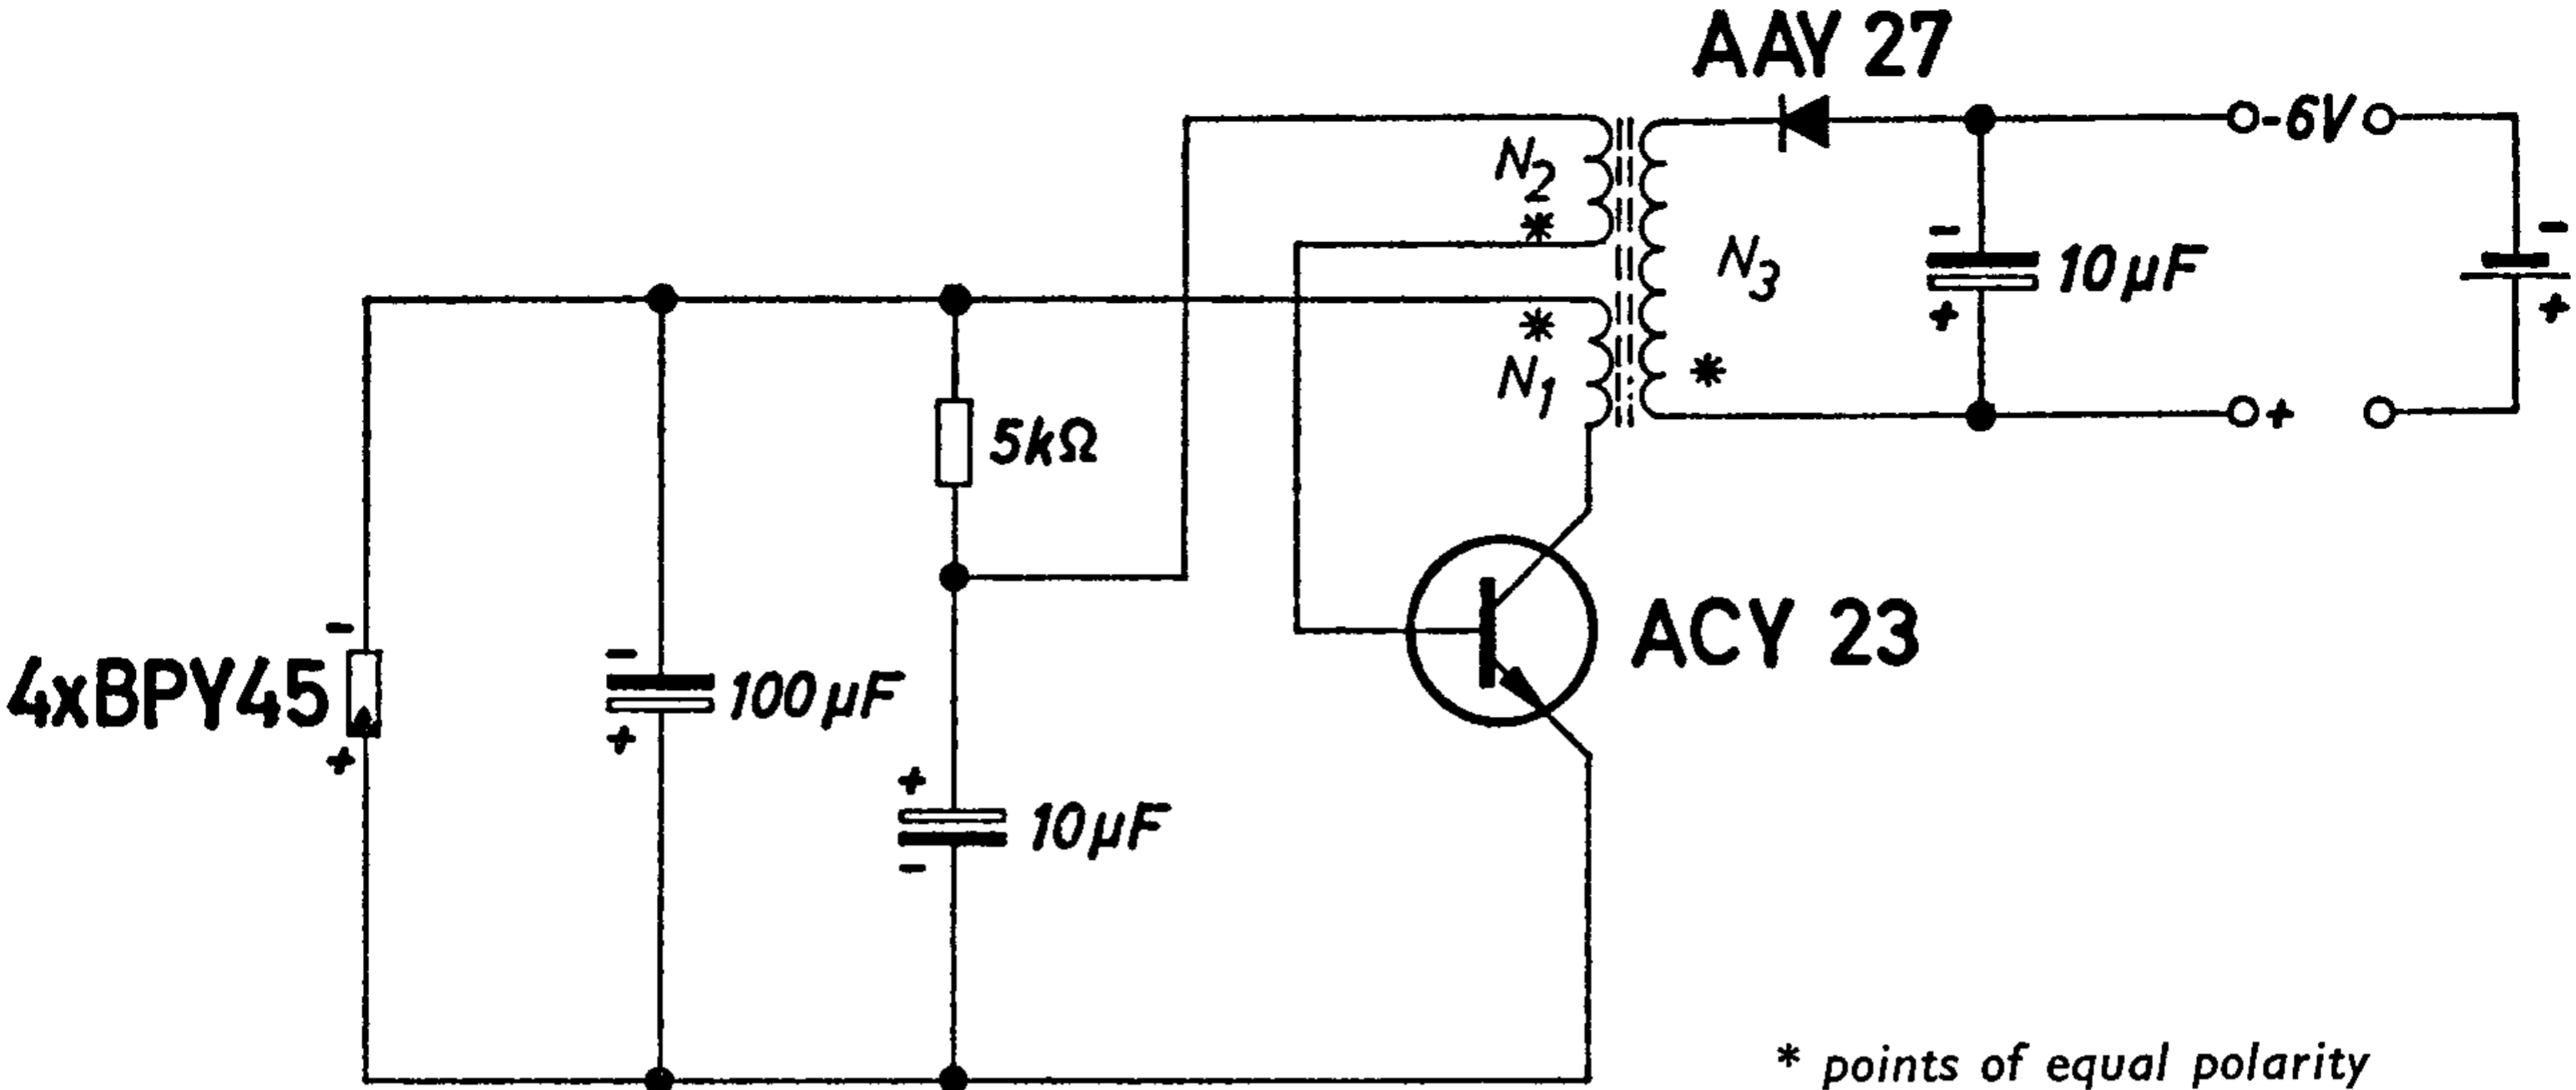 AAY 27
-6V
N2
*
N3
-
10μF
+
-
+
*
N1
*
+
5kΩ
ACY 23
-
4xBPY45
+
-
100μF
+
+
10μF
-
* points of equal polarity